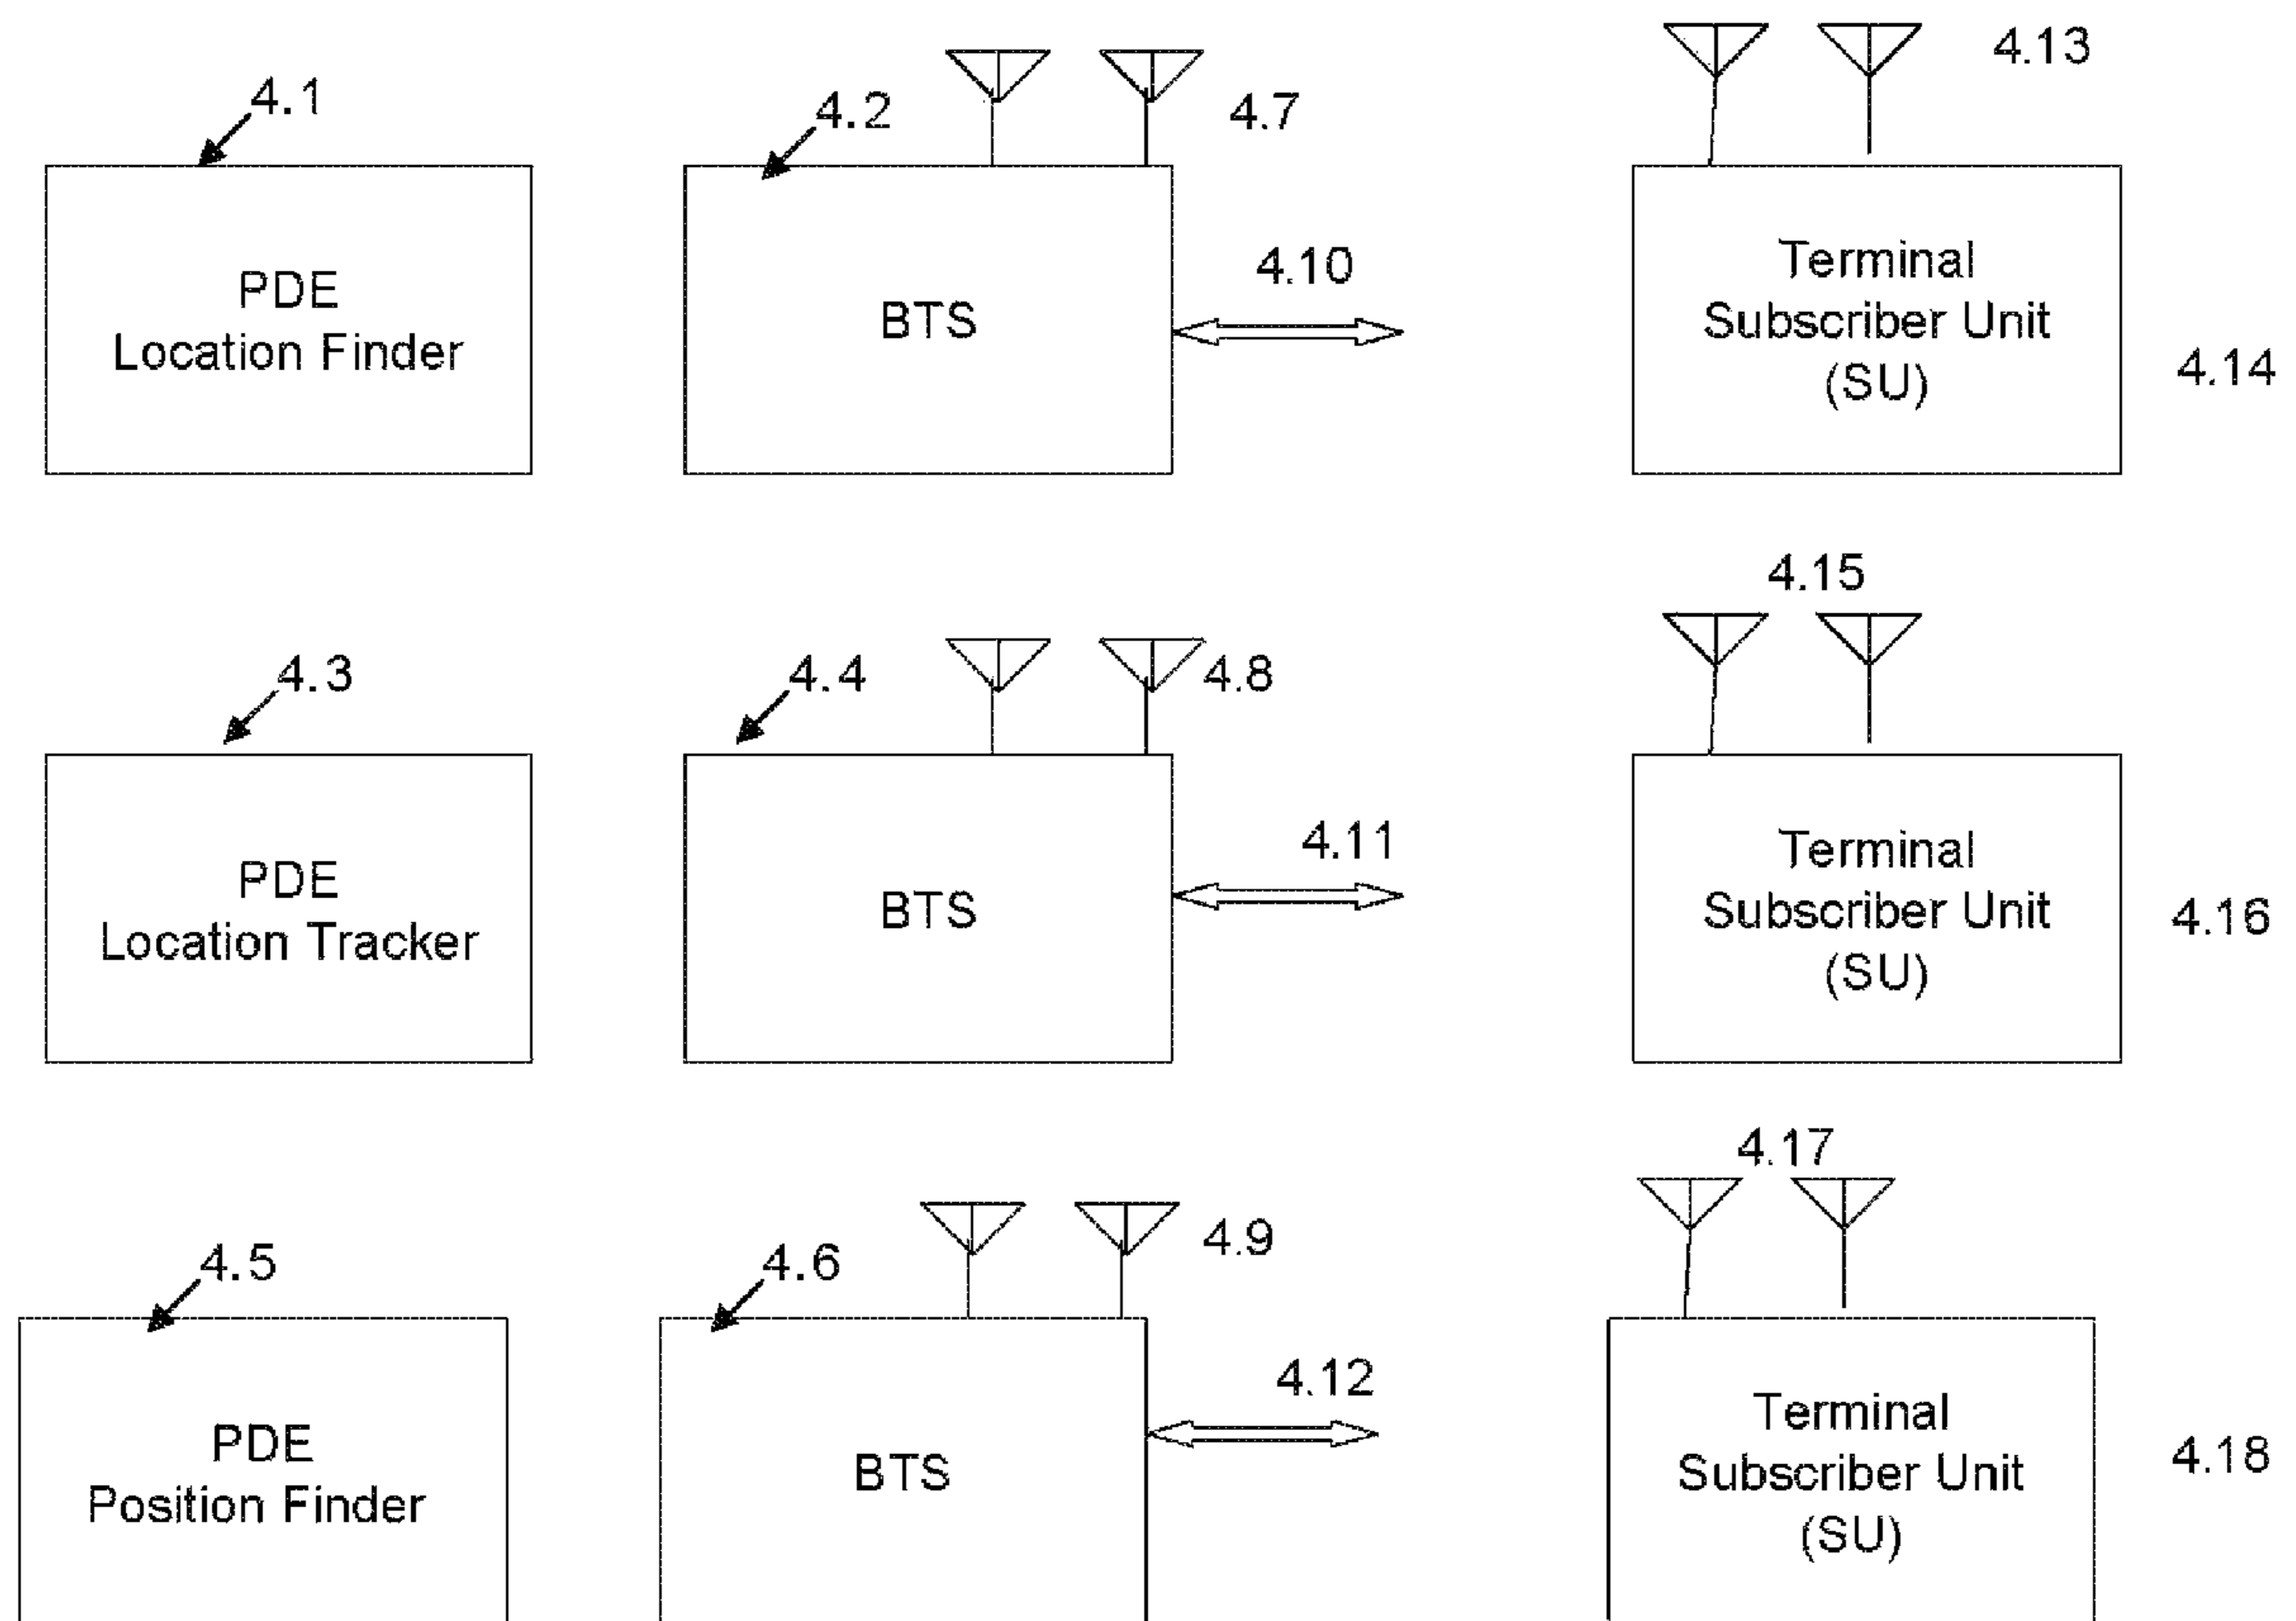 4.1
4.2
4.7
4.13
PDE
Location Finder
BTS
4.10
Terminal
Subscriber Unit
(SU)
4.14
4.3
4.4
4.8
4.15
PDE
Location Tracker
BTS
4.11
Terminal
Subscriber Unit
(SU)
4.16
4.5
4.6
4.9
4.17
PDE
Position Finder
BTS
4.12
Terminal
Subscriber Unit
(SU)
4.18